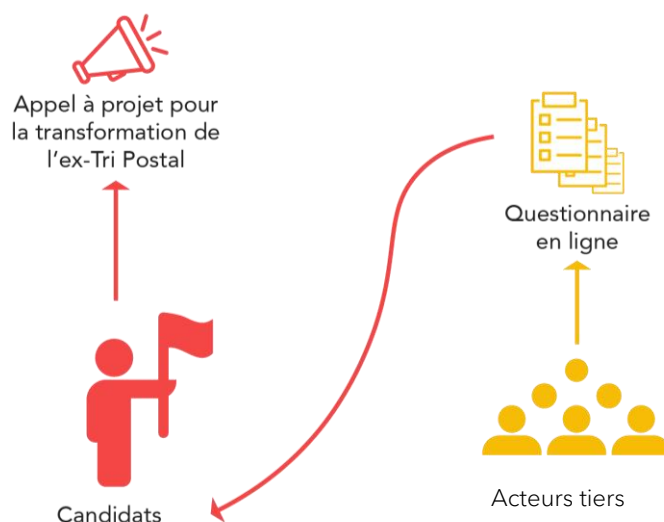 Appel à projet pour
la transformation de
l'ex-Tri Postal
Questionnaire
en ligne
Candidats
Acteurs tiers